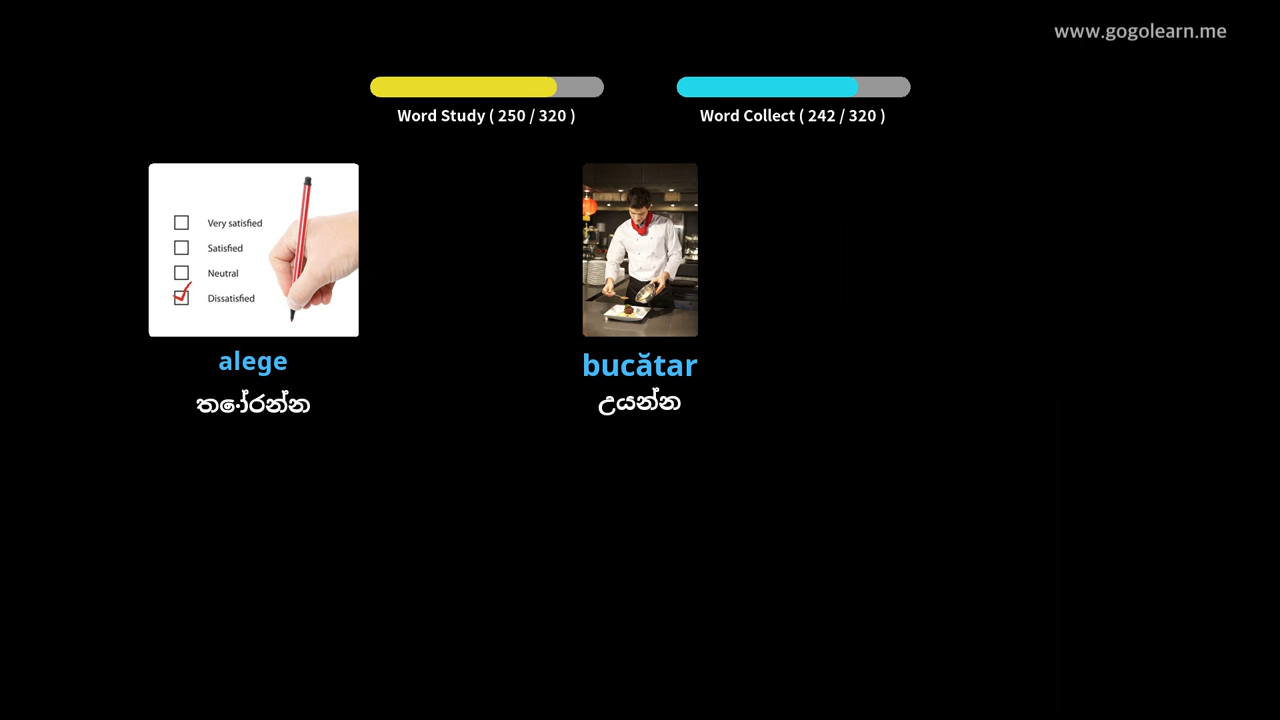 www.gogolearn.me
Word Study ( 250 / 320 )
Word Collect ( 242 / 320 )
Very satisfied
Satisfied
Neutral
Dissatisfied
alege
තෝරන්න
bucătar
උයන්න